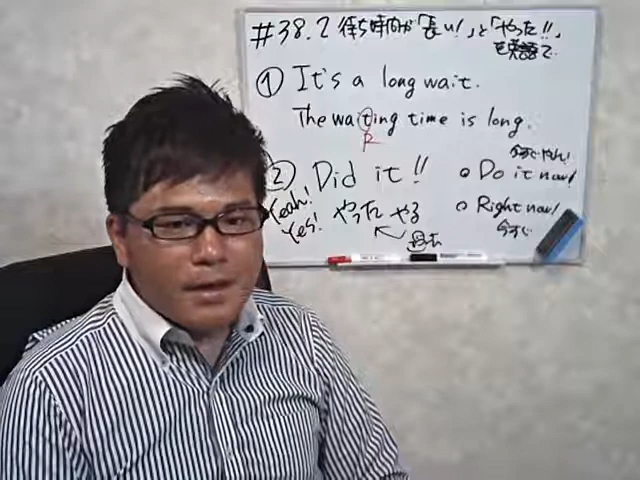 #38.2 待ち時間が「長い!」と「やった!!」
を英語で
① It's a long wait.
The waiting time is long.
R
② Did it!!
Yeah!
Yes!
やった やる
過去
今すぐやれ!
○ Do it now!
○ Right now!
今すぐ